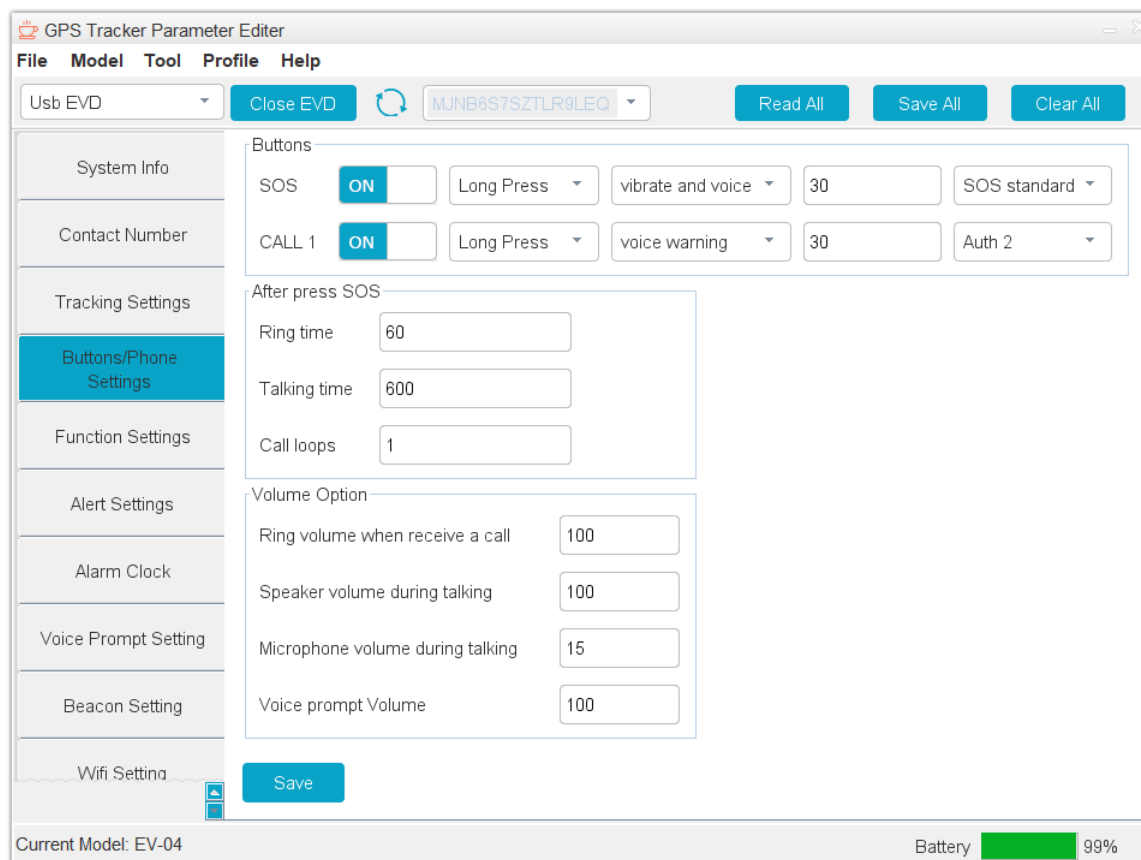 GPS Tracker Parameter Editer
File Model Tool Profile Help
Usb EVD Close EVD MJNB6S7SZTLR9LEQ Read All Save All Clear All
System Info
Contact Number
Tracking Settings
Buttons/Phone
Settings
Function Settings
Alert Settings
Alarm Clock
Voice Prompt Setting
Beacon Setting
Wifi Setting
Buttons
SOS ON Long Press vibrate and voice 30 SOS standard
CALL 1 ON Long Press voice warning 30 Auth 2
After press SOS
Ring time 60
Talking time 600
Call loops 1
Volume Option
Ring volume when receive a call 100
Speaker volume during talking 100
Microphone volume during talking 15
Voice prompt Volume 100
Save
Current Model: EV-04 Battery 99%